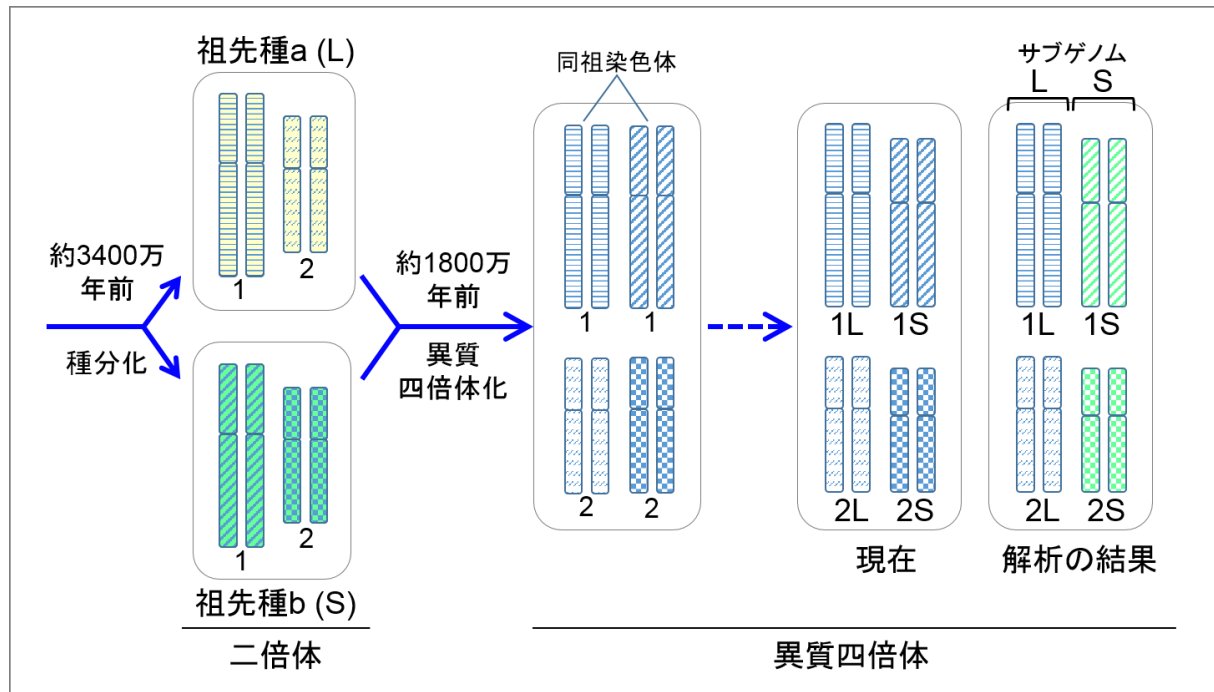 祖先種a (L)
1
2
約3400万
年前
種分化
1
2
祖先種b (S)
二倍体
約1800万
年前
異質
四倍体化
同祖染色体
1
1
2
2
1L
1S
2L
2S
現在
サブゲノム
L
S
1L
1S
2L
2S
解析の結果
異質四倍体